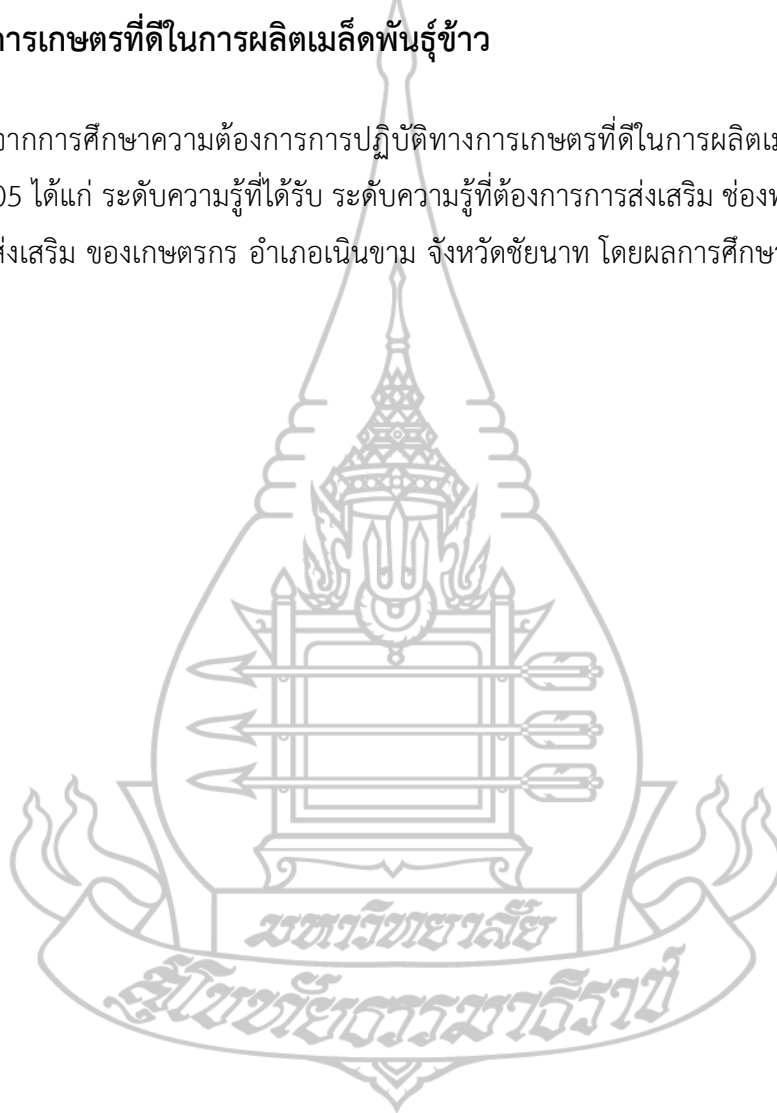 การเกษตรที่ดีในการผลิตเมล็ดพันธุ์ข้าว
จากการศึกษาความต้องการการปฏิบัติทางการเกษตรที่ดีในการผลิตเม
05 ได้แก่ ระดับความรู้ที่ได้รับ ระดับความรู้ที่ต้องการการส่งเสริม ช่องท
ส่งเสริม ของเกษตรกร อำเภอเนินขาม จังหวัดชัยนาท โดยผลการศึกษา
มหาวิทยาลัย
สุโขทัยธรรมาธิราช